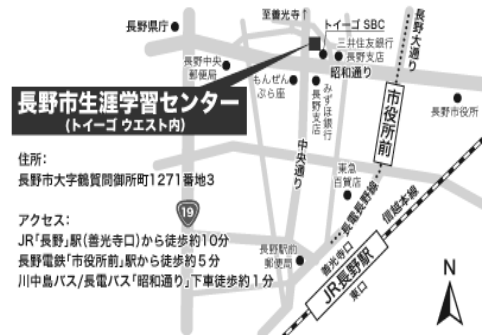 至善光寺↑
長野県庁
トイーゴ SBC
三井住友銀行
長野支店
昭和通り
長野大通り
長野中央
郵便局
もんぜん
ぷら座
みずほ銀行
長野支店
市役所前
長野市役所
長野市生涯学習センター
(トイーゴ ウエスト内)
中央通り
住所:
長野市大字鶴賀問御所町1271番地3
東急
百貨店
長電長野線
信越本線
19
アクセス:
JR「長野」駅(善光寺口)から徒歩約10分
長野電鉄「市役所前」駅から徒歩約5分
川中島バス/長電バス「昭和通り」下車徒歩約1分
長野駅前
郵便局
善光寺口
JR長野駅
東口
N